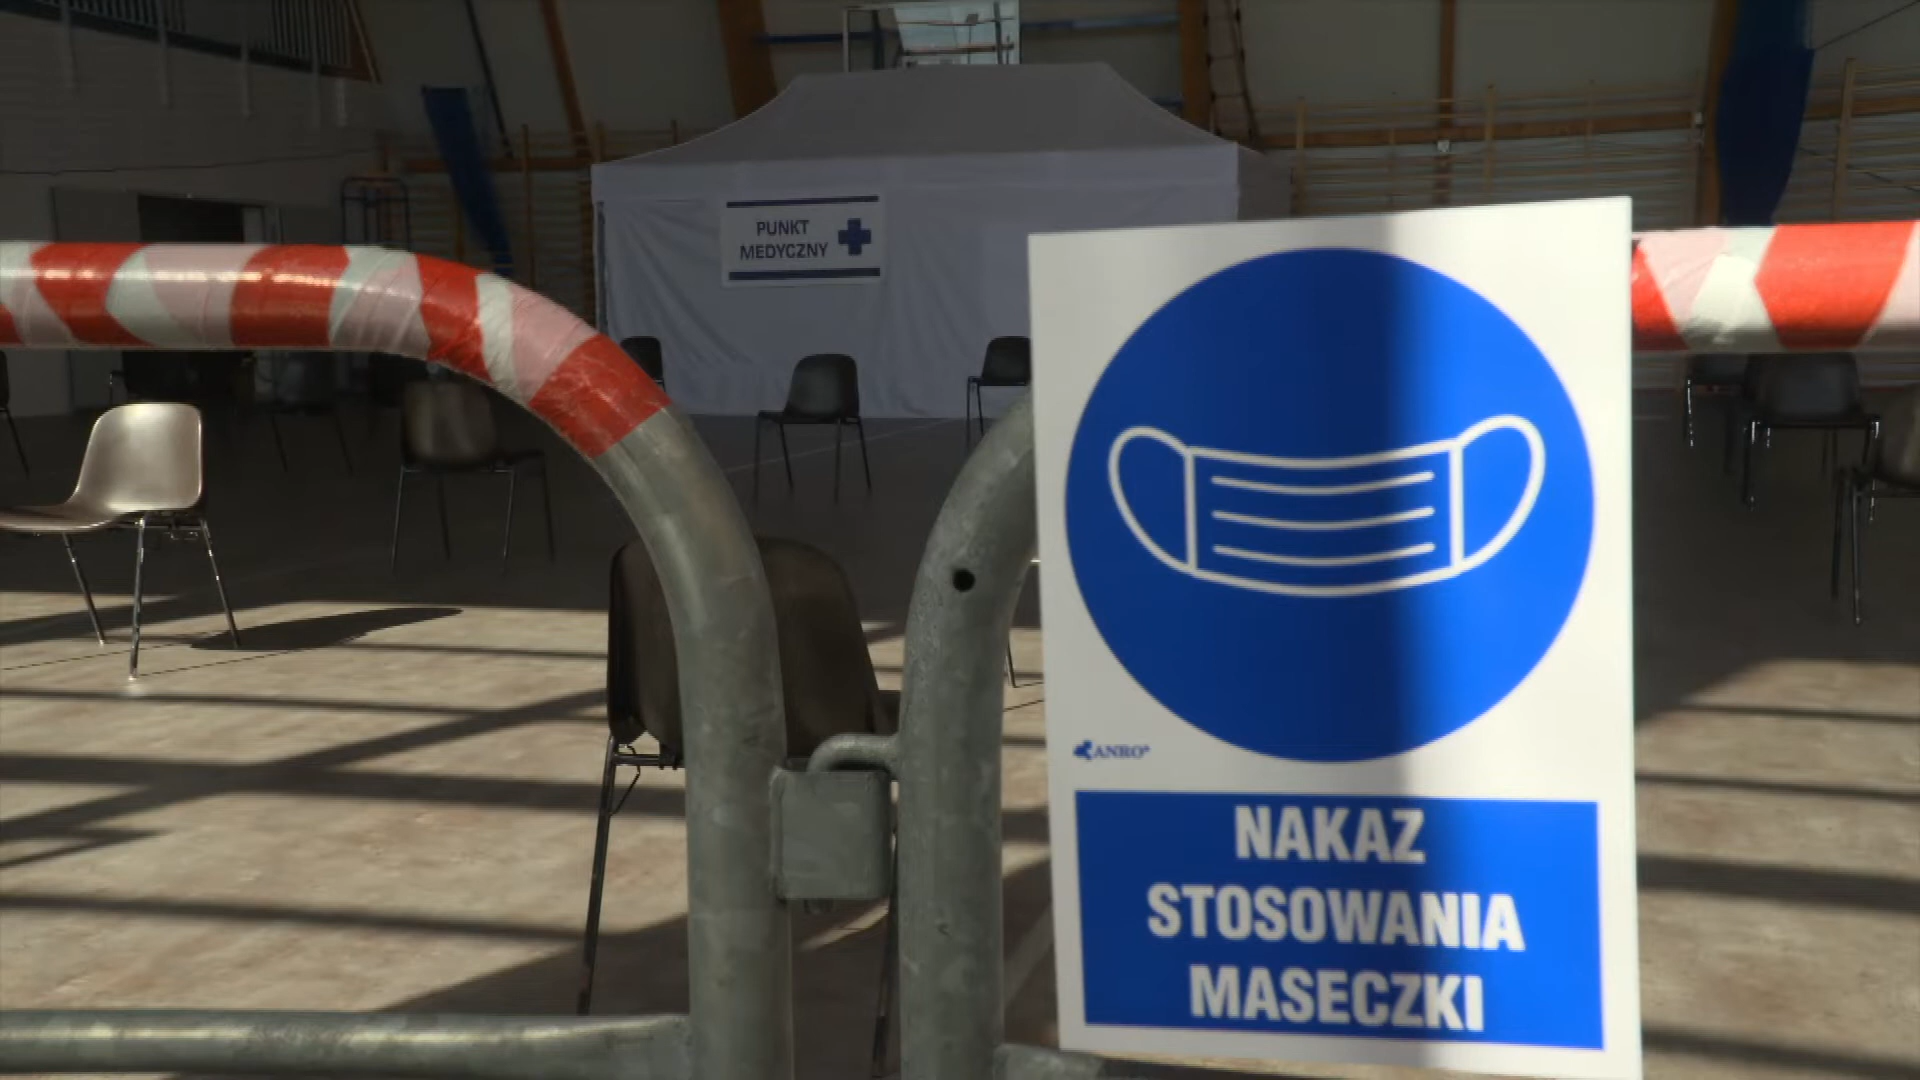 PUNKT
MEDYCZNY
ANRO
NAKAZ
STOSOWANIA
MASECZKI